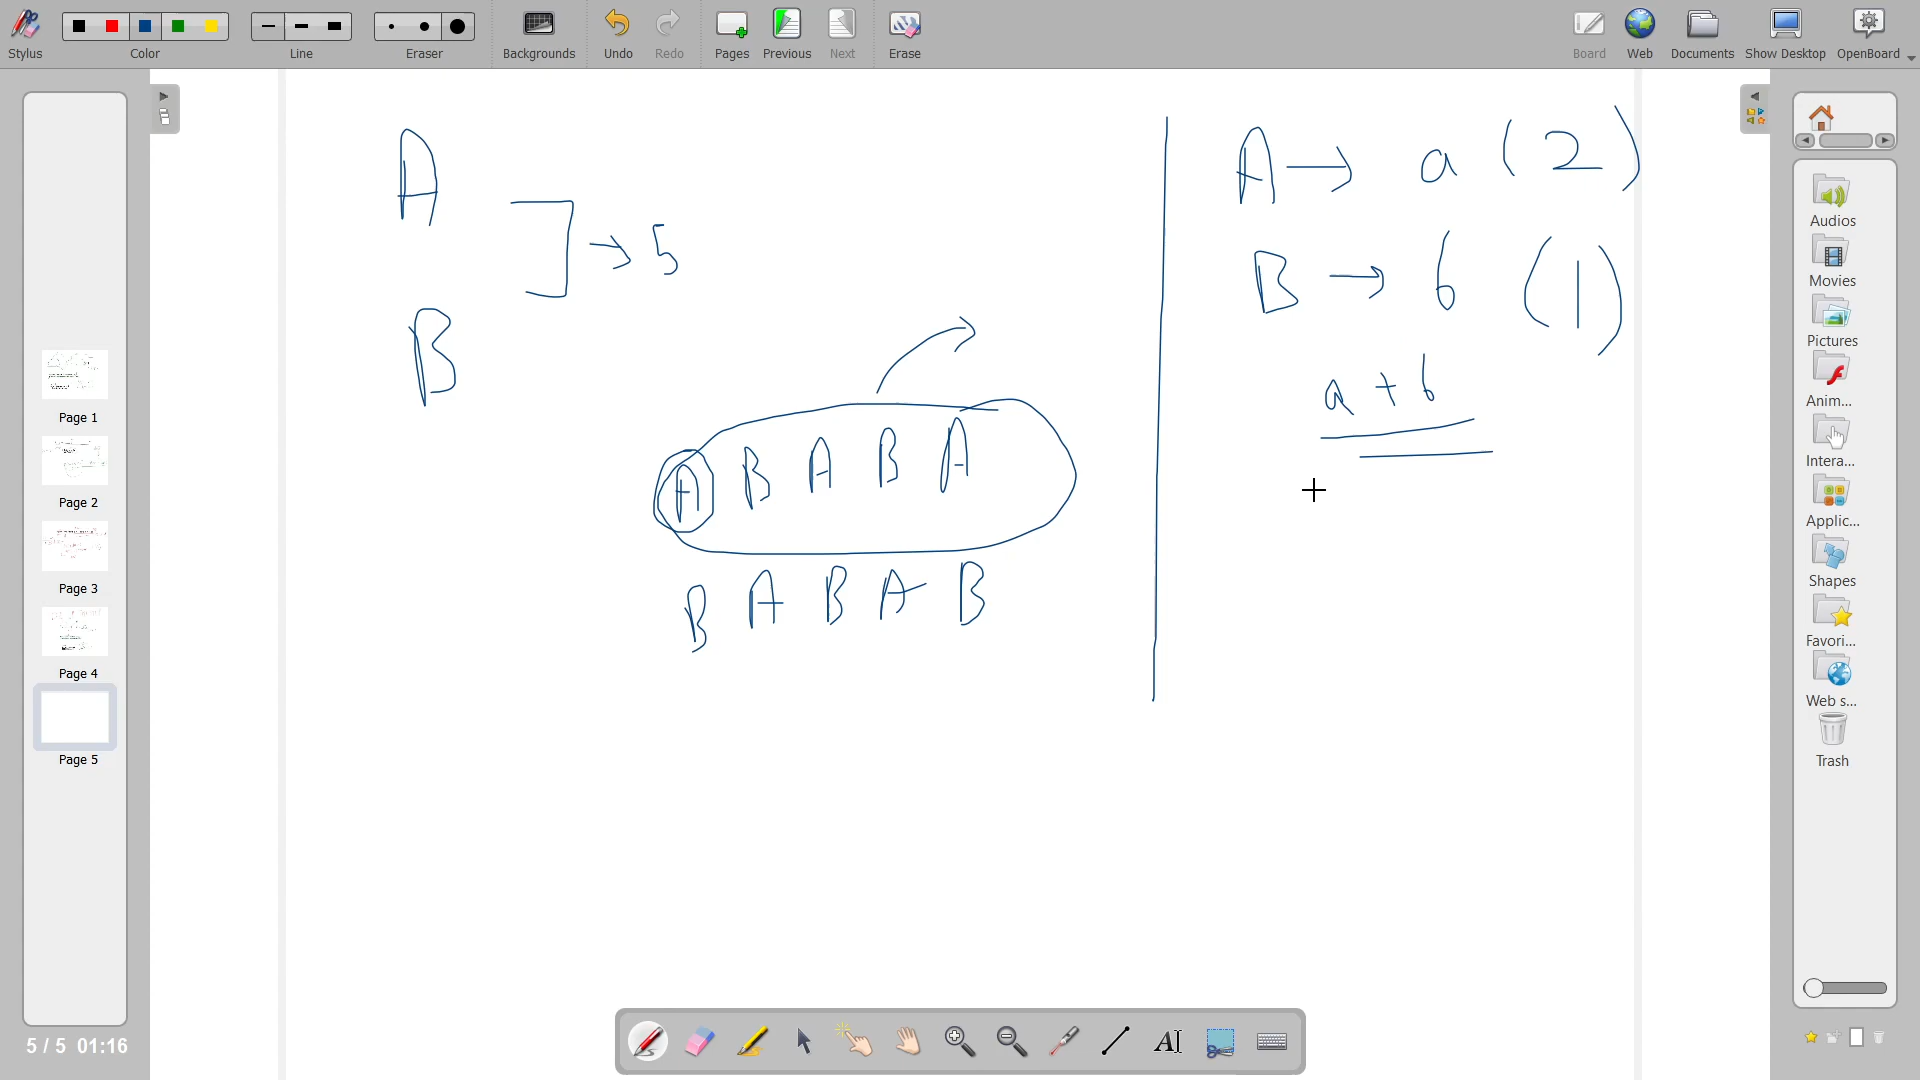 Stylus
Color
Line
Eraser
Backgrounds
Undo
Redo
Pages
Previous
Next
Erase
Board
Web
Documents
Show Desktop
OpenBoard
A
] → 5
B
A B A B A
B A B A B
A → a (2)
B → b (1)
a + b
Page 1
Page 2
Page 3
Page 4
Page 5
5 / 5 01:16
Audios
Movies
Pictures
Anim...
Intera...
Applic...
Shapes
Favori...
Web s...
Trash